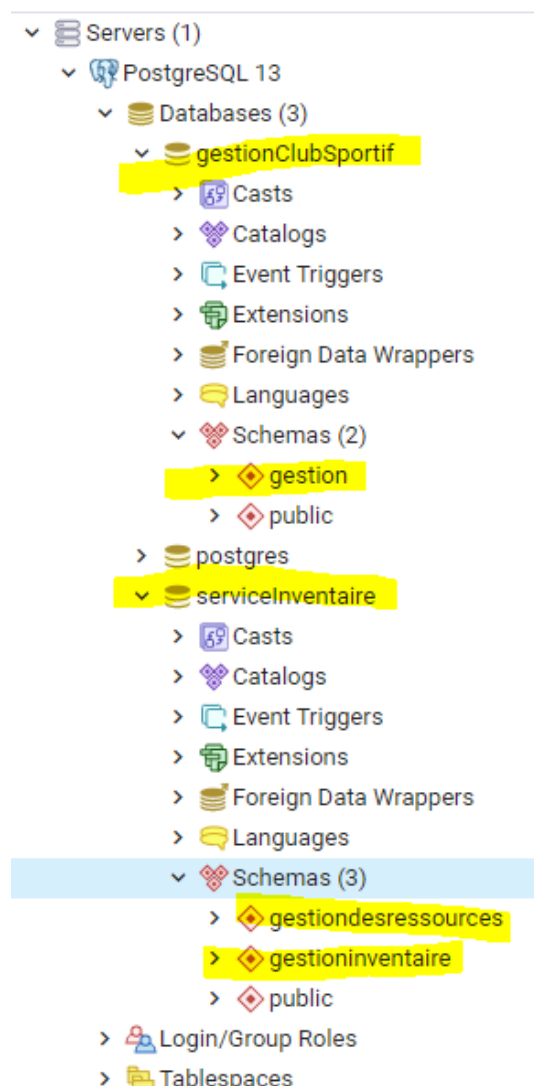 Servers (1)
PostgreSQL 13
Databases (3)
gestionClubSportif
Casts
Catalogs
Event Triggers
Extensions
Foreign Data Wrappers
Languages
Schemas (2)
gestion
public
postgres
serviceInventaire
Casts
Catalogs
Event Triggers
Extensions
Foreign Data Wrappers
Languages
Schemas (3)
gestiondesressources
gestioninventaire
public
Login/Group Roles
Tablespaces